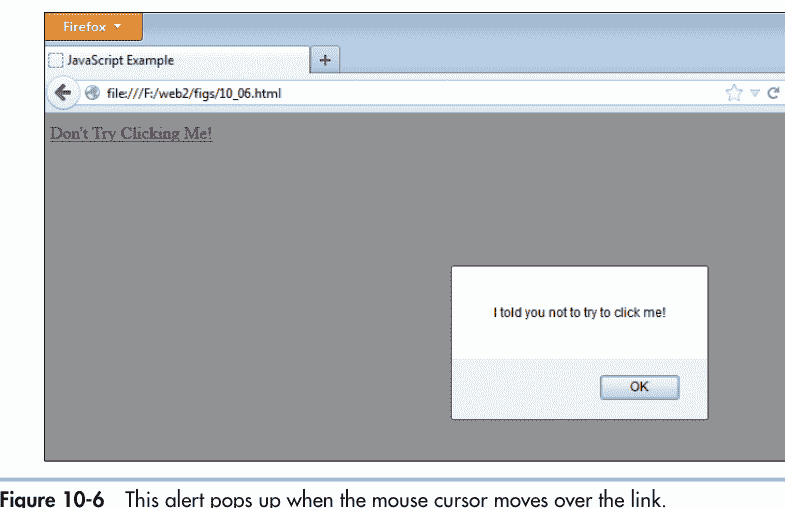 Firefox
JavaScript Example
+
file:///F:/web2/figs/10_06.html
Don't Try Clicking Me!
I told you not to try to click me!
OK
Figure 10-6 This alert pops up when the mouse cursor moves over the link.